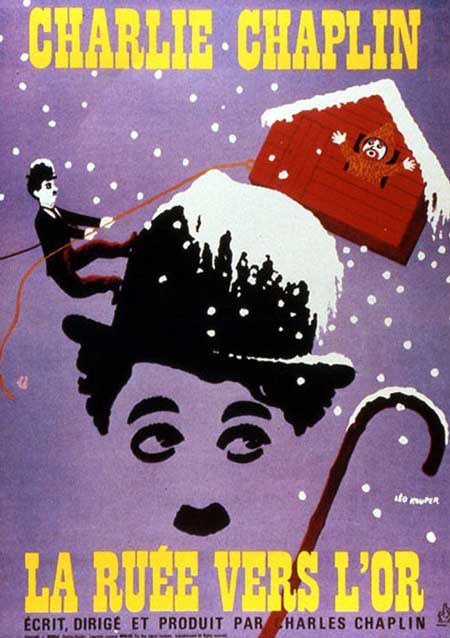 CHARLIE CHAPLIN
LÉO KOUPER
LA RUÉE VERS L'OR
ÉCRIT, DIRIGÉ ET PRODUIT PAR CHARLES CHAPLIN